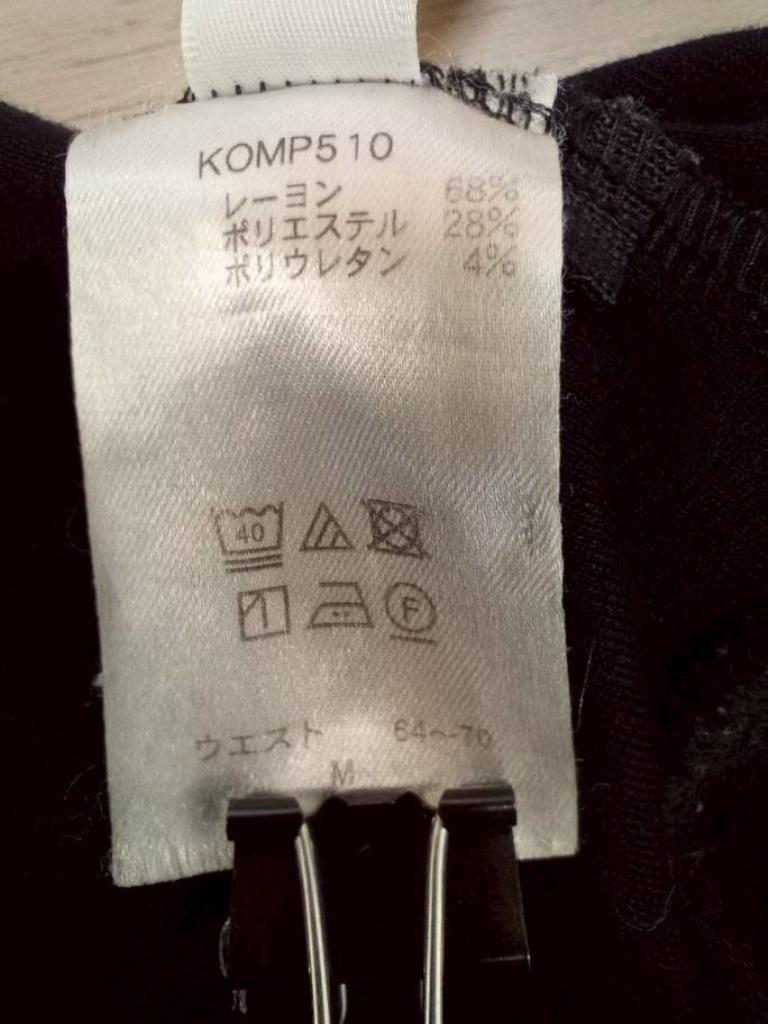 KOMP510
レーヨン 68%
ポリエステル 28%
ポリウレタン 4%
40
F
ウエスト 64～70
M